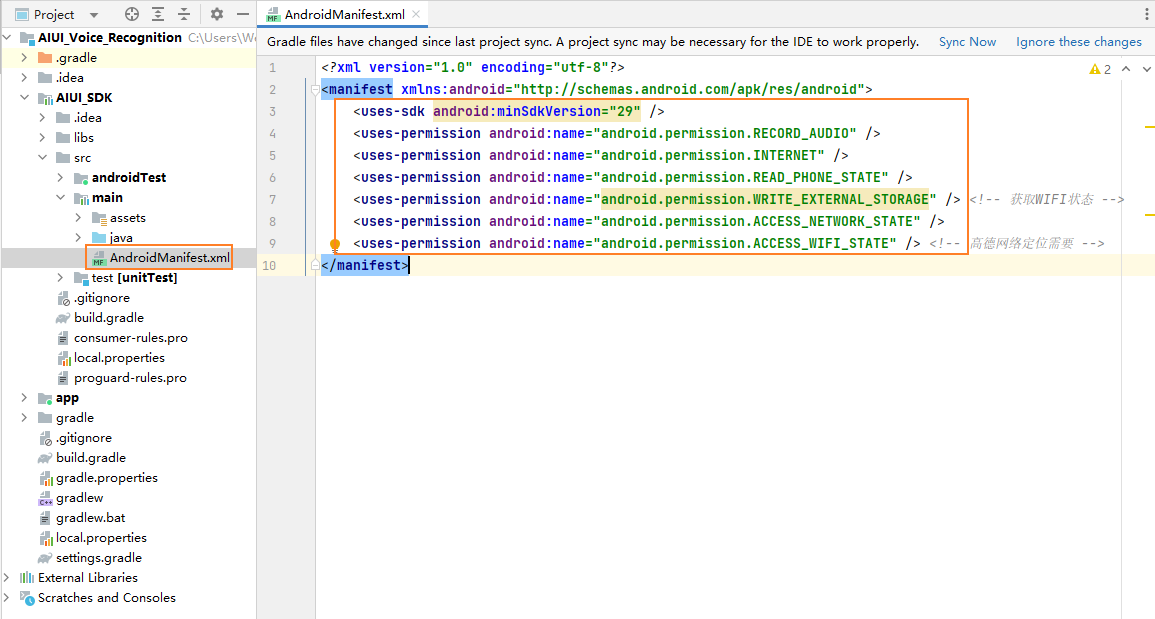 Project
AndroidManifest.xml
AIUI_Voice_Recognition C:\Users\We
.gradle
.idea
AIUI_SDK
.idea
libs
src
androidTest
main
assets
java
AndroidManifest.xml
test [unitTest]
.gitignore
build.gradle
consumer-rules.pro
local.properties
proguard-rules.pro
app
gradle
.gitignore
build.gradle
gradle.properties
gradlew
gradlew.bat
local.properties
settings.gradle
External Libraries
Scratches and Consoles
Gradle files have changed since last project sync. A project sync may be necessary for the IDE to work properly. Sync Now Ignore these changes
2
1 <?xml version="1.0" encoding="utf-8"?>
2 <manifest xmlns:android="http://schemas.android.com/apk/res/android">
3 <uses-sdk android:minSdkVersion="29" />
4 <uses-permission android:name="android.permission.RECORD_AUDIO" />
5 <uses-permission android:name="android.permission.INTERNET" />
6 <uses-permission android:name="android.permission.READ_PHONE_STATE" />
7 <uses-permission android:name="android.permission.WRITE_EXTERNAL_STORAGE" /> <!-- 获取WIFI状态 -->
8 <uses-permission android:name="android.permission.ACCESS_NETWORK_STATE" />
9 <uses-permission android:name="android.permission.ACCESS_WIFI_STATE" /> <!-- 高德网络定位需要 -->
10 </manifest>